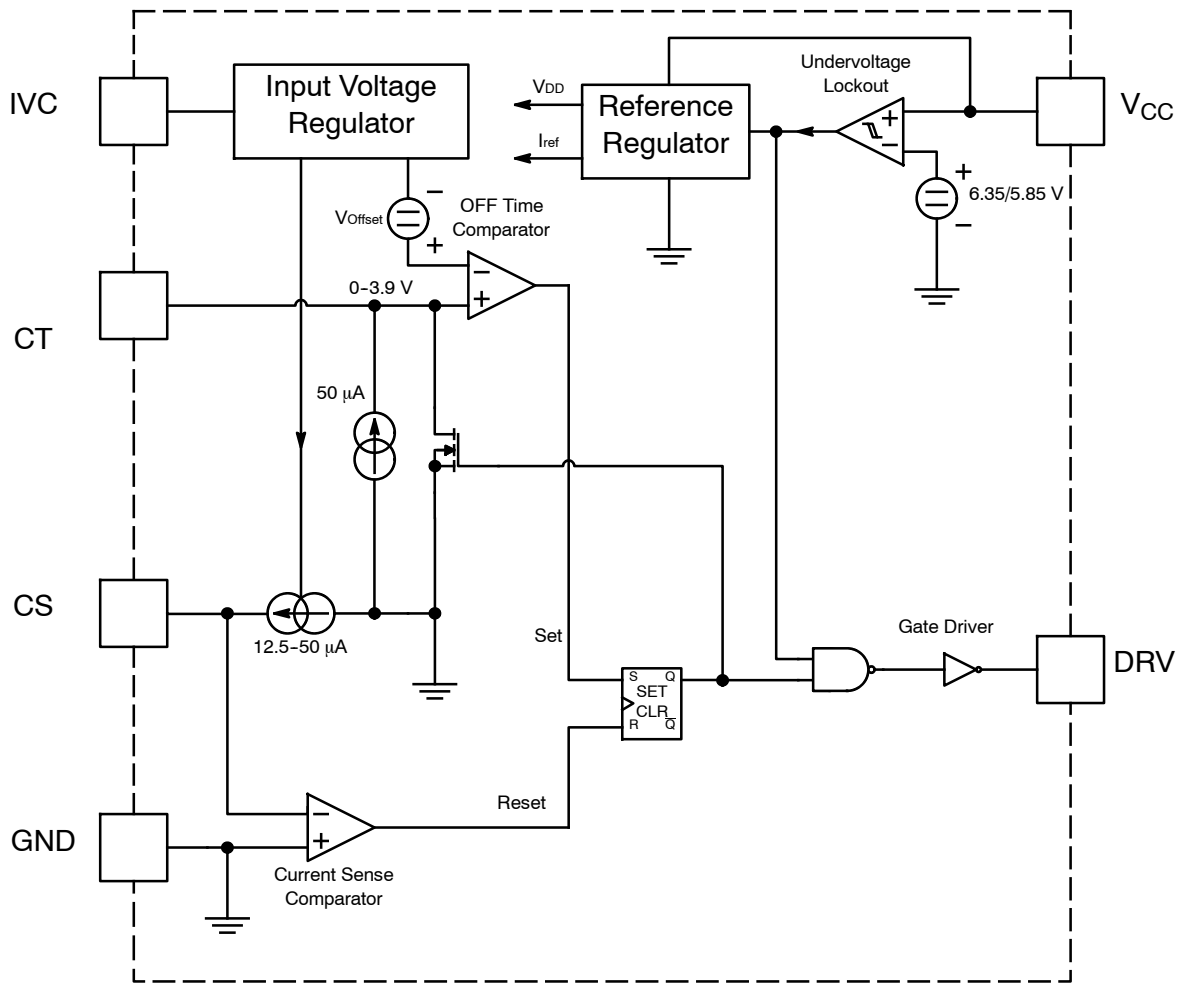 IVC
Input Voltage
Regulator
VDD
Iref
Reference
Regulator
Undervoltage
Lockout
+
−
VCC
+
6.35/5.85 V
−
−
VOffset
+
OFF Time
Comparator
−
+
0-3.9 V
CT
50 μA
CS
12.5-50 μA
Set
S Q
SET
CLR
R Q̅
Gate Driver
DRV
Reset
GND
−
+
Current Sense
Comparator